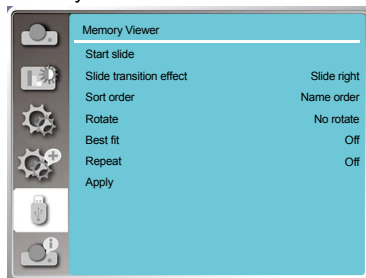 Memory Viewer
Start slide
Slide transition effect Slide right
Sort order Name order
Rotate No rotate
Best fit Off
Repeat Off
Apply